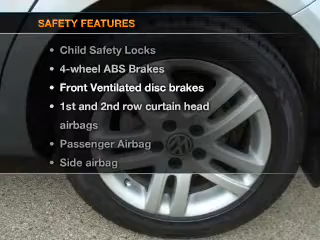 SAFETY FEATURES
• Child Safety Locks
• 4-wheel ABS Brakes
• Front Ventilated disc brakes
• 1st and 2nd row curtain head
airbags
• Passenger Airbag
• Side airbag